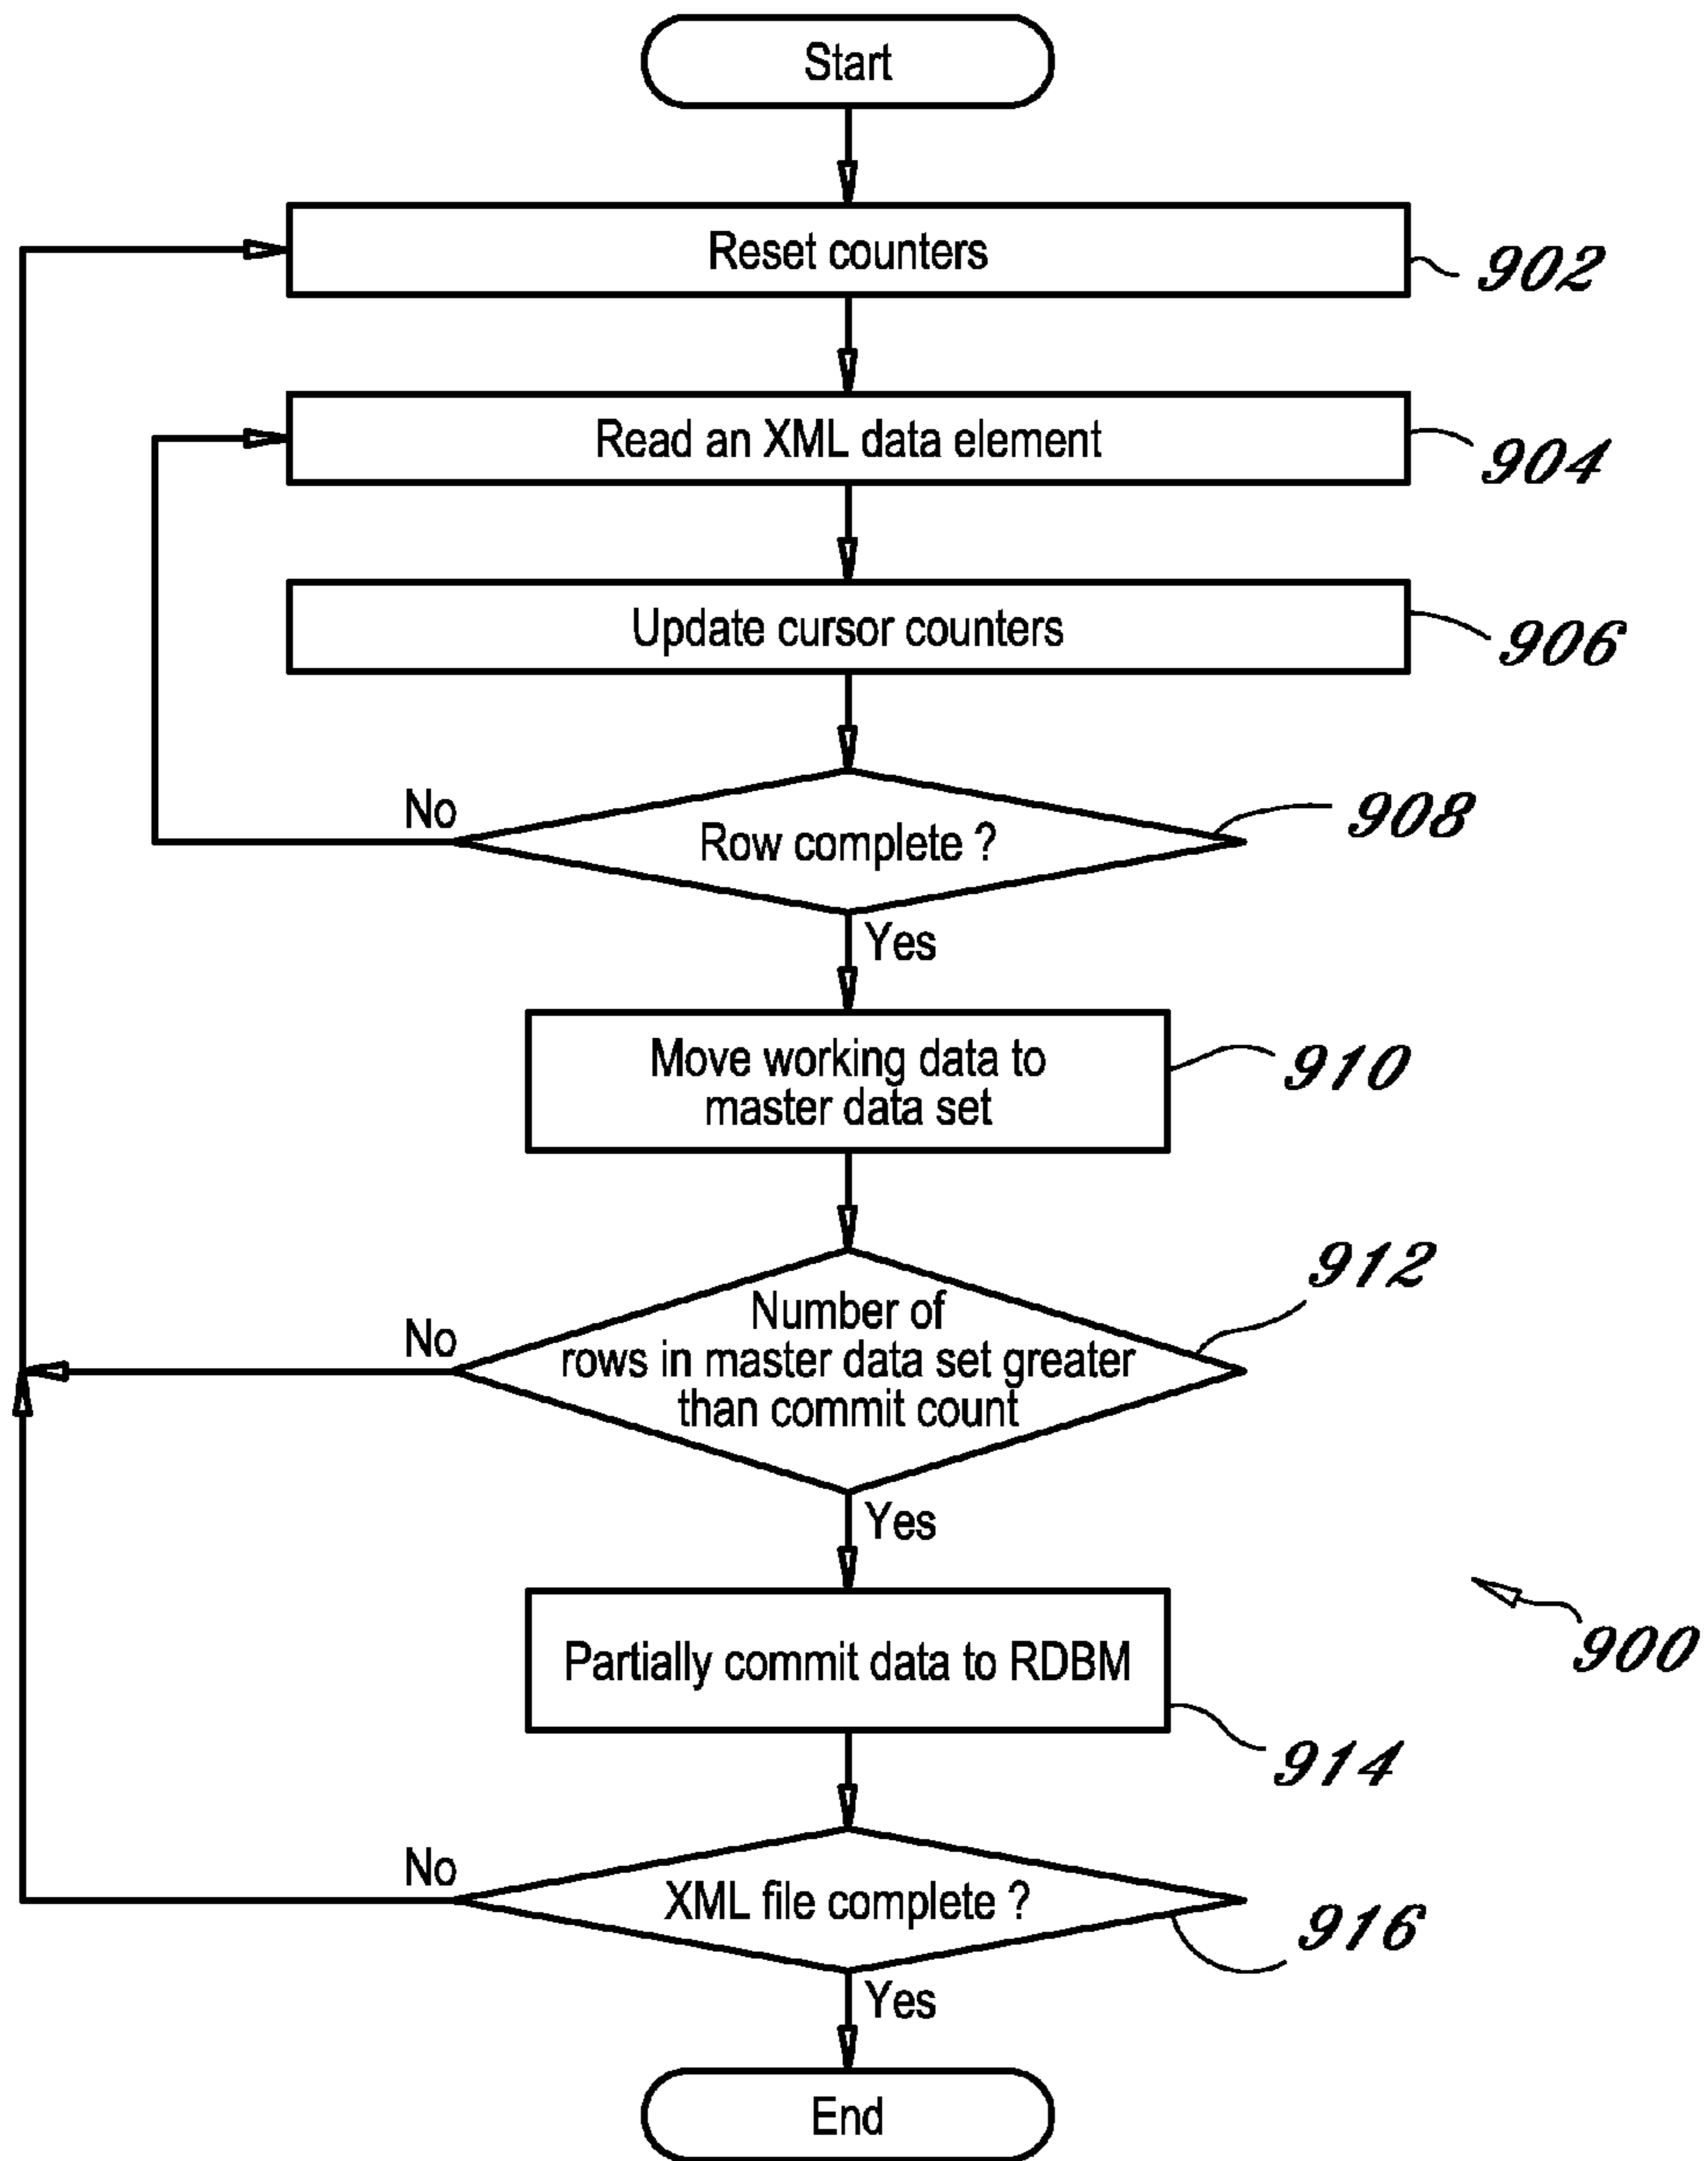 Start
Reset counters
902
Read an XML data element
904
Update cursor counters
906
No
Row complete ?
908
Yes
Move working data to
master data set
910
912
No
Number of
rows in master data set greater
than commit count
Yes
Partially commit data to RDBM
900
914
No
XML file complete ?
916
Yes
End